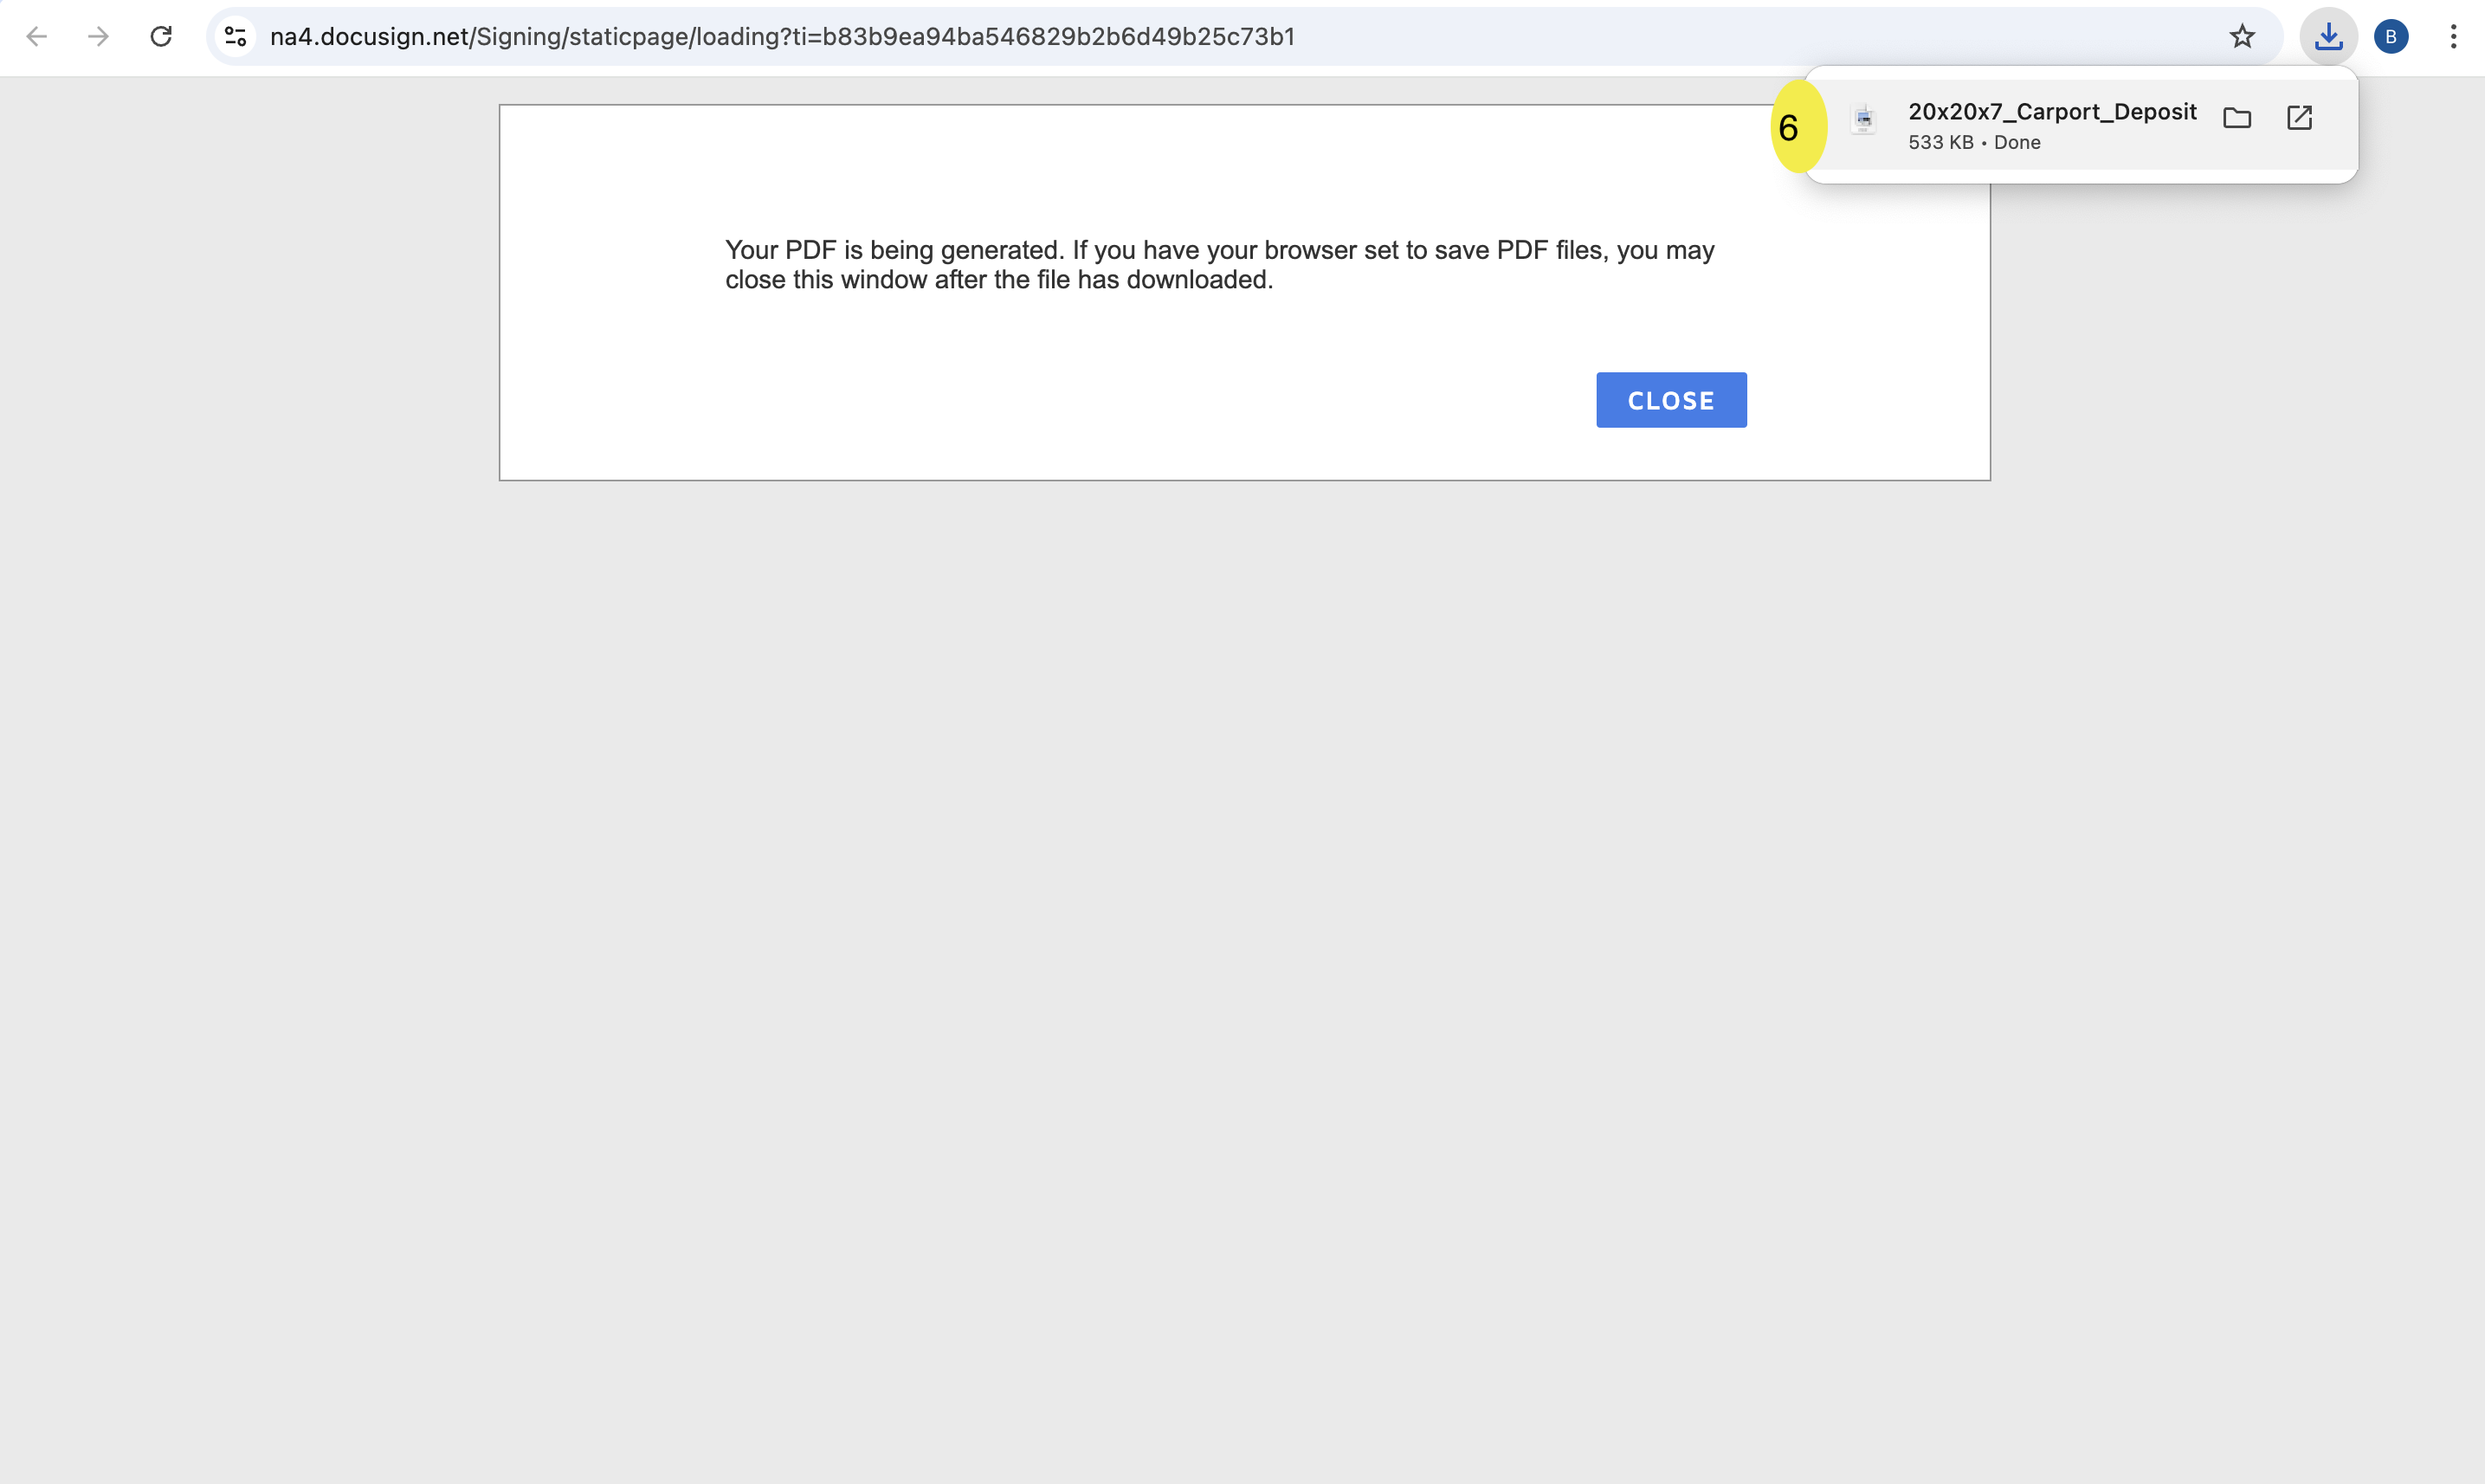 na4.docusign.net/Signing/staticpage/loading?ti=b83b9ea94ba546829b2b6d49b25c73b1
B
6
20x20x7_Carport_Deposit
533 KB • Done
Your PDF is being generated. If you have your browser set to save PDF files, you may
close this window after the file has downloaded.
CLOSE